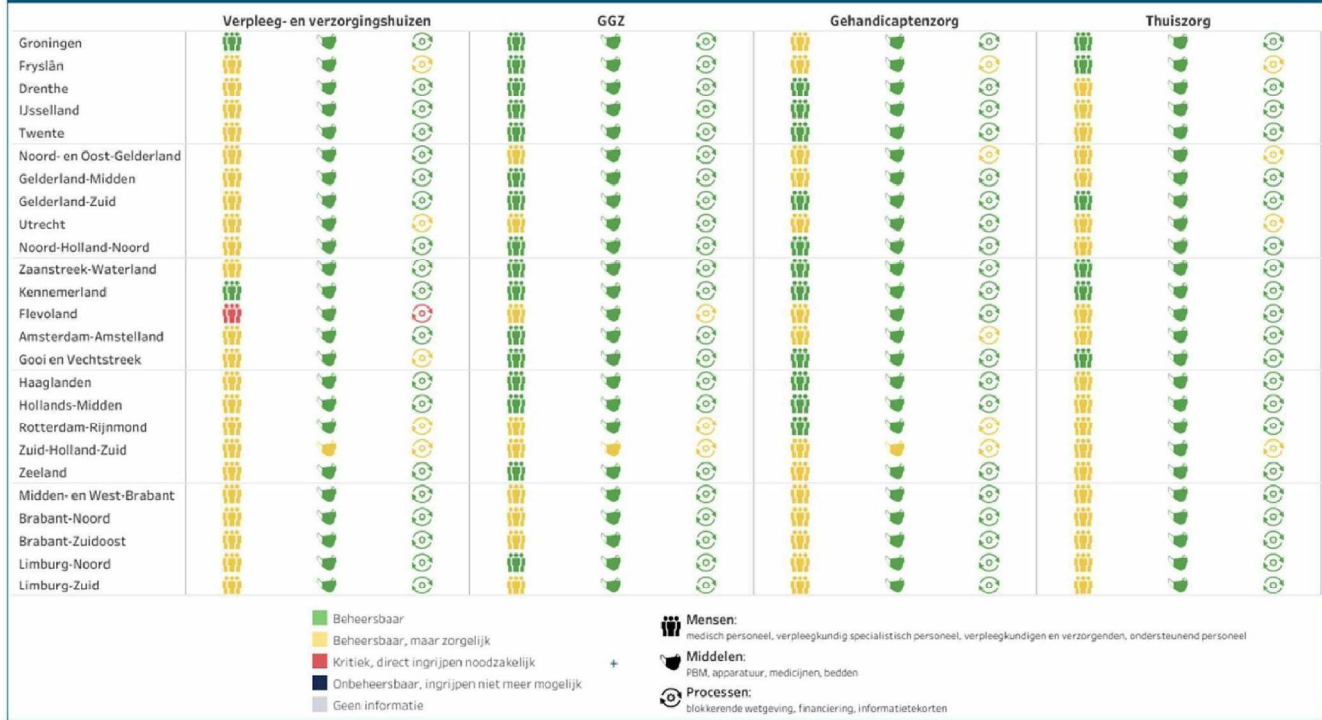 Verpleeg- en verzorgingshuizen GGZ Gehandicaptenzorg Thuiszorg
Groningen
Fryslân
Drenthe
IJsselland
Twente
Noord- en Oost-Gelderland
Gelderland-Midden
Gelderland-Zuid
Utrecht
Noord-Holland-Noord
Zaanstreek-Waterland
Kennemerland
Flevoland
Amsterdam-Amstelland
Gooi en Vechtstreek
Haaglanden
Hollands-Midden
Rotterdam-Rijnmond
Zuid-Holland-Zuid
Zeeland
Midden- en West-Brabant
Brabant-Noord
Brabant-Zuidoost
Limburg-Noord
Limburg-Zuid
Beheersbaar
Beheersbaar, maar zorgelijk
Kritiek, direct ingrijpen noodzakelijk +
Onbeheersbaar, ingrijpen niet meer mogelijk
Geen informatie
Mensen:
medisch personeel, verpleegkundig specialistisch personeel, verpleegkundigen en verzorgenden, ondersteunend personeel
Middelen:
PBM, apparatuur, medicijnen, bedden
Processen:
blokkerende wetgeving, financiering, informatietekorten